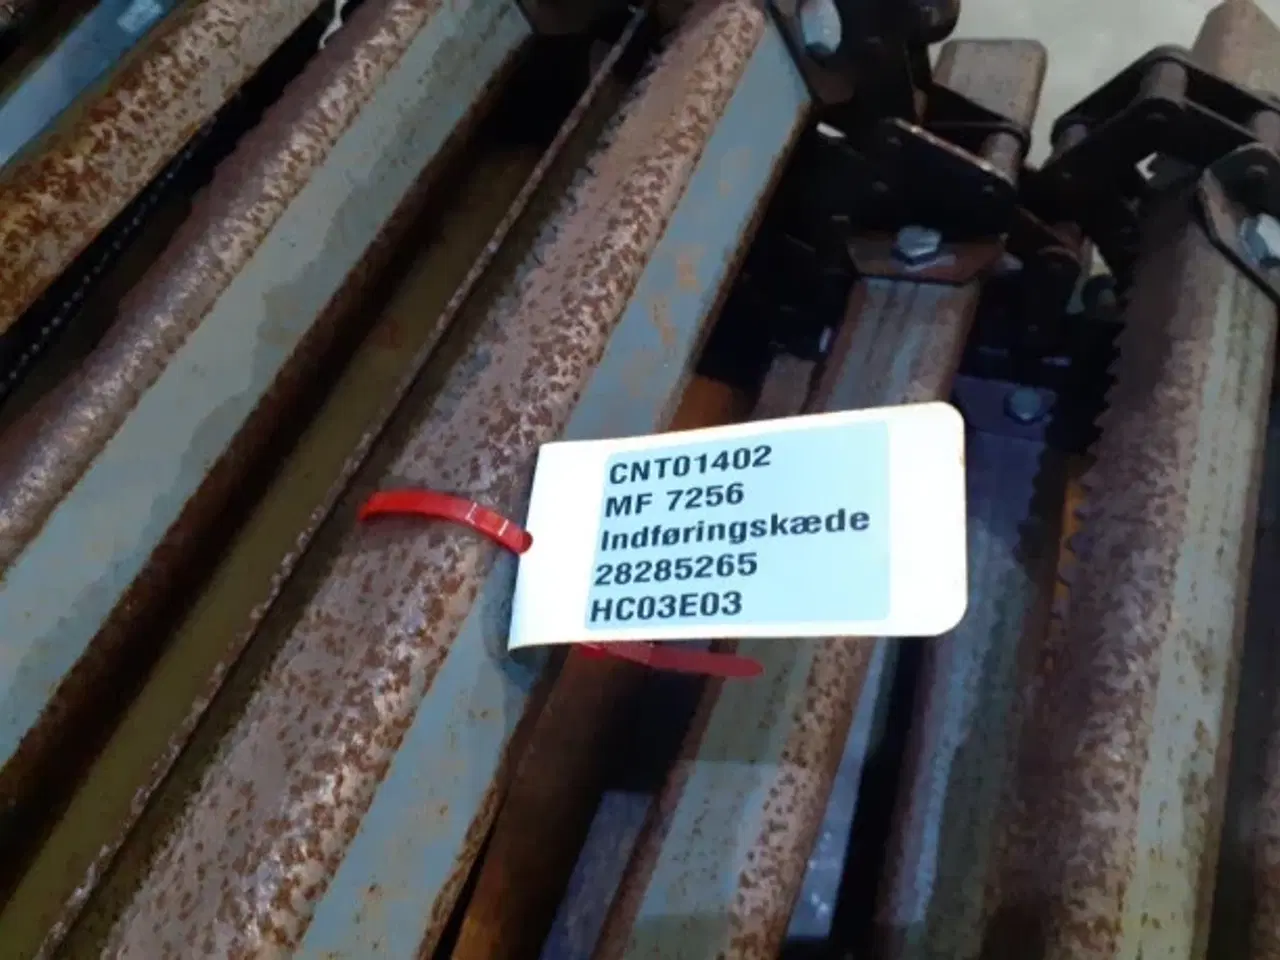 CNT01402
MF 7256
Indføringskæde
28285265
HC03E03